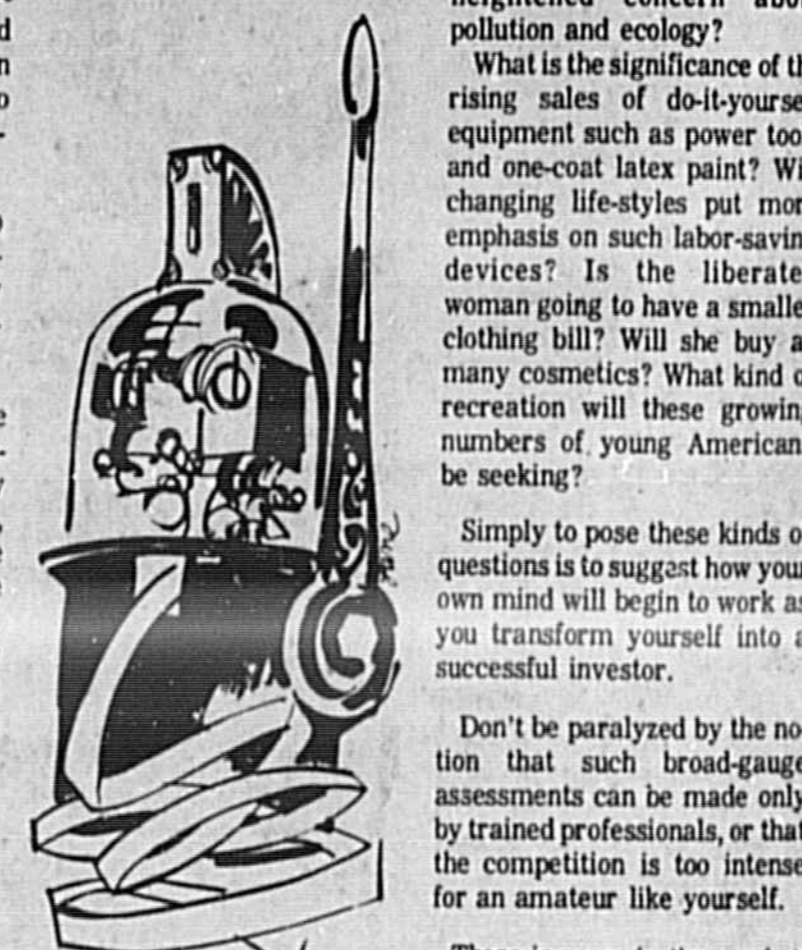 d
n
o
pollution and ecology?
What is the significance of th
rising sales of do-it-yourse
equipment such as power too
and one-coat latex paint? Wi
changing life-styles put mor
emphasis on such labor-savin
devices? Is the liberate
woman going to have a smalle
clothing bill? Will she buy a
many cosmetics? What kind o
recreation will these growin
numbers of young American
be seeking?
Simply to pose these kinds o
questions is to suggest how your
own mind will begin to work as
you transform yourself into a
successful investor.
Don't be paralyzed by the no-
tion that such broad-gauge
assessments can be made only
by trained professionals, or that
the competition is too intense
for an amateur like yourself.